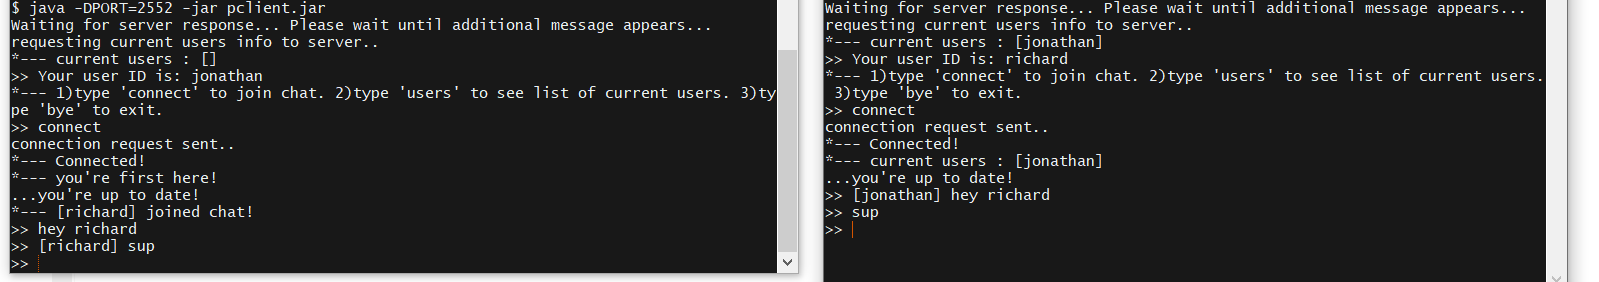 $ java -DPORT=2552 -jar pclient.jar
Waiting for server response... Please wait until additional message appears...
requesting current users info to server..
*--- current users : []
>> Your user ID is: jonathan
*--- 1)type 'connect' to join chat. 2)type 'users' to see list of current users. 3)ty
pe 'bye' to exit.
>> connect
connection request sent..
*--- Connected!
*--- you're first here!
...you're up to date!
*--- [richard] joined chat!
>> hey richard
>> [richard] sup
>>
Waiting for server response... Please wait until additional message appears...
requesting current users info to server..
*--- current users : [jonathan]
>> Your user ID is: richard
*--- 1)type 'connect' to join chat. 2)type 'users' to see list of current users.
 3)type 'bye' to exit.
>> connect
connection request sent..
*--- Connected!
*--- current users : [jonathan]
...you're up to date!
>> [jonathan] hey richard
>> sup
>>